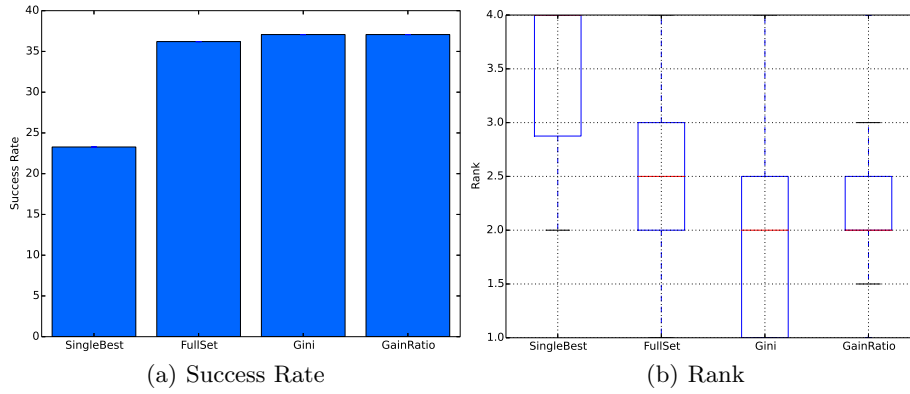 40
35
30
25
20
15
10
5
0
Success Rate
SingleBest FullSet Gini GainRatio
(a) Success Rate
4.0
3.5
3.0
2.5
2.0
1.5
1.0
Rank
SingleBest FullSet Gini GainRatio
(b) Rank